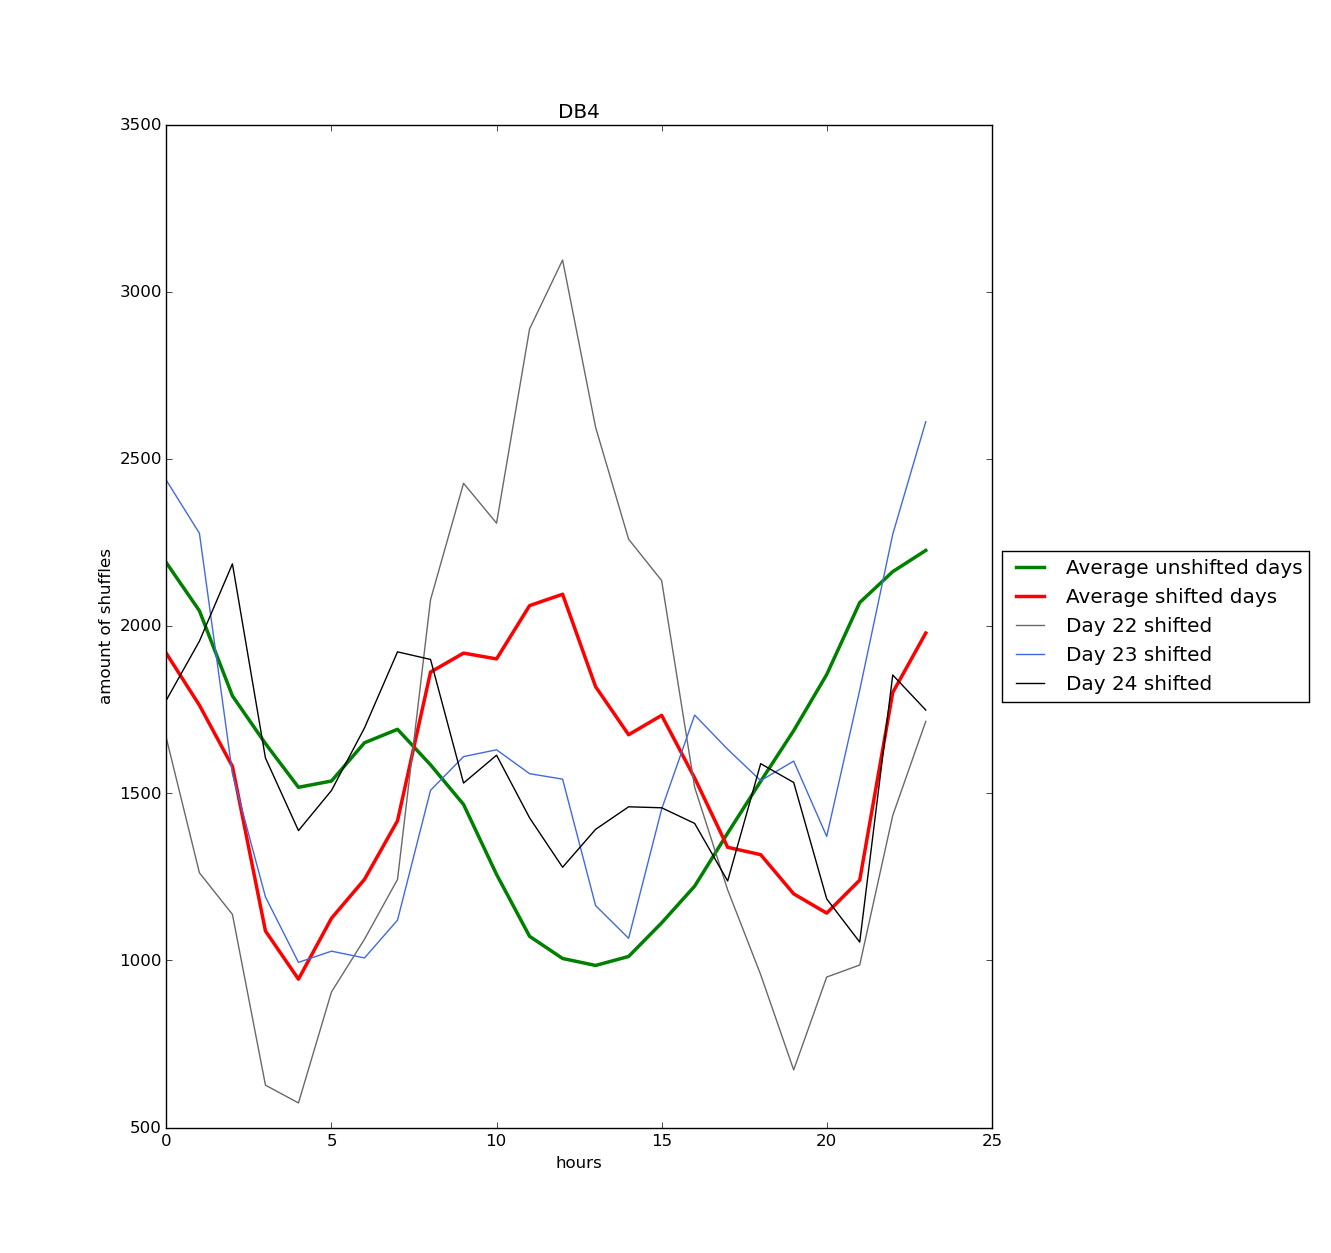 DB4
3500
3000
2500
2000
1500
1000
500
amount of shuffles
0 5 10 15 20 25
hours
Average unshifted days
Average shifted days
Day 22 shifted
Day 23 shifted
Day 24 shifted